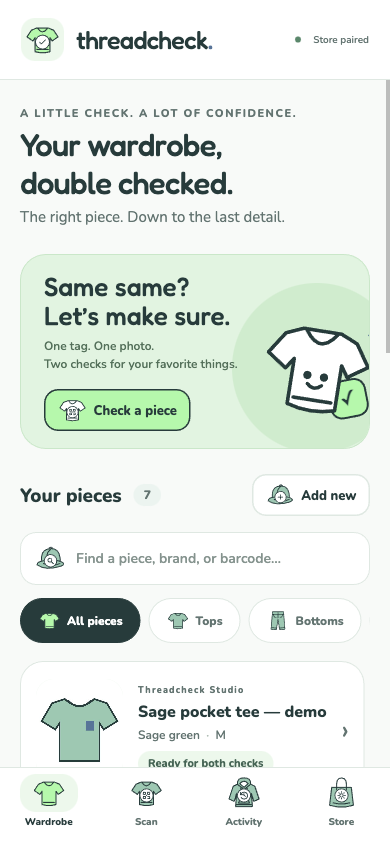 threadcheck.
Store paired
A LITTLE CHECK. A LOT OF CONFIDENCE.
Your wardrobe,
double checked.
The right piece. Down to the last detail.
Same same?
Let's make sure.
One tag. One photo.
Two checks for your favorite things.
Check a piece
Your pieces 7
Add new
Find a piece, brand, or barcode...
All pieces
Tops
Bottoms
Threadcheck Studio
Sage pocket tee — demo
Sage green · M
Ready for both checks
Wardrobe
Scan
Activity
Store